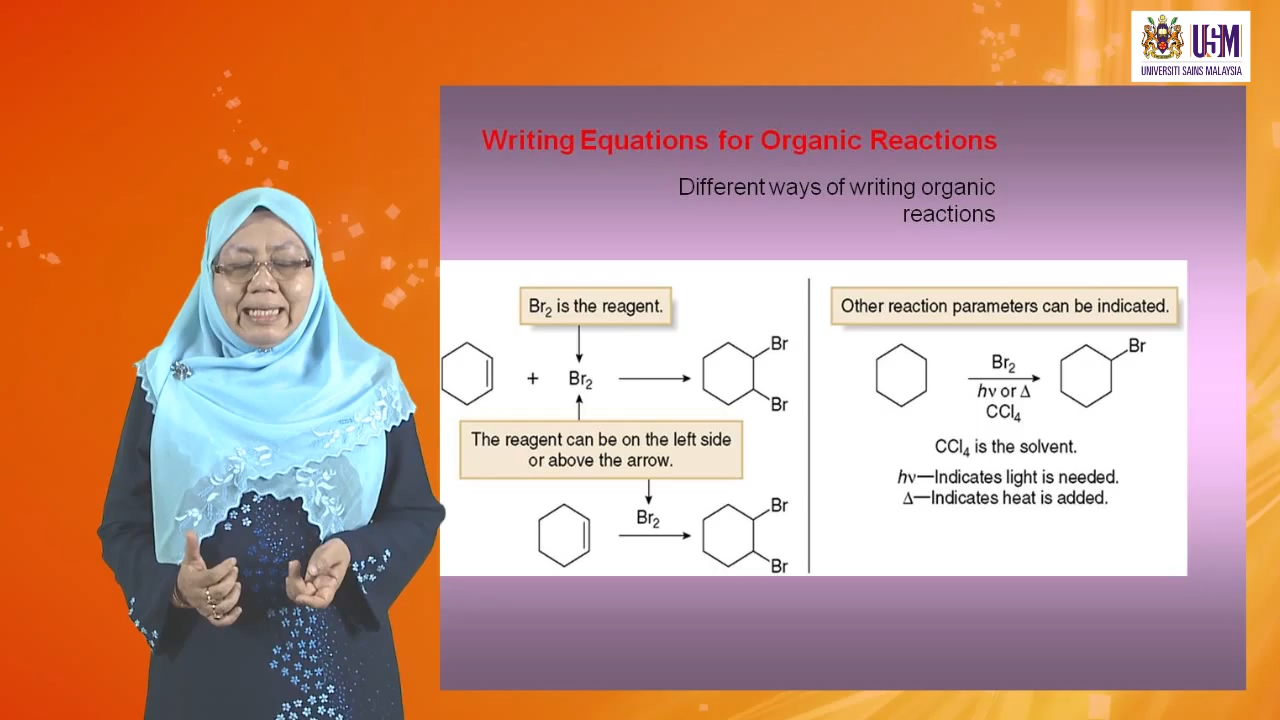 USM
UNIVERSITI SAINS MALAYSIA
Writing Equations for Organic Reactions
Different ways of writing organic
reactions
Br2 is the reagent.
+ Br2
Br
Br
The reagent can be on the left side
or above the arrow.
Br2
Br
Br
Other reaction parameters can be indicated.
Br2
hν or Δ
CCl4
Br
CCl4 is the solvent.
hν—Indicates light is needed.
Δ—Indicates heat is added.